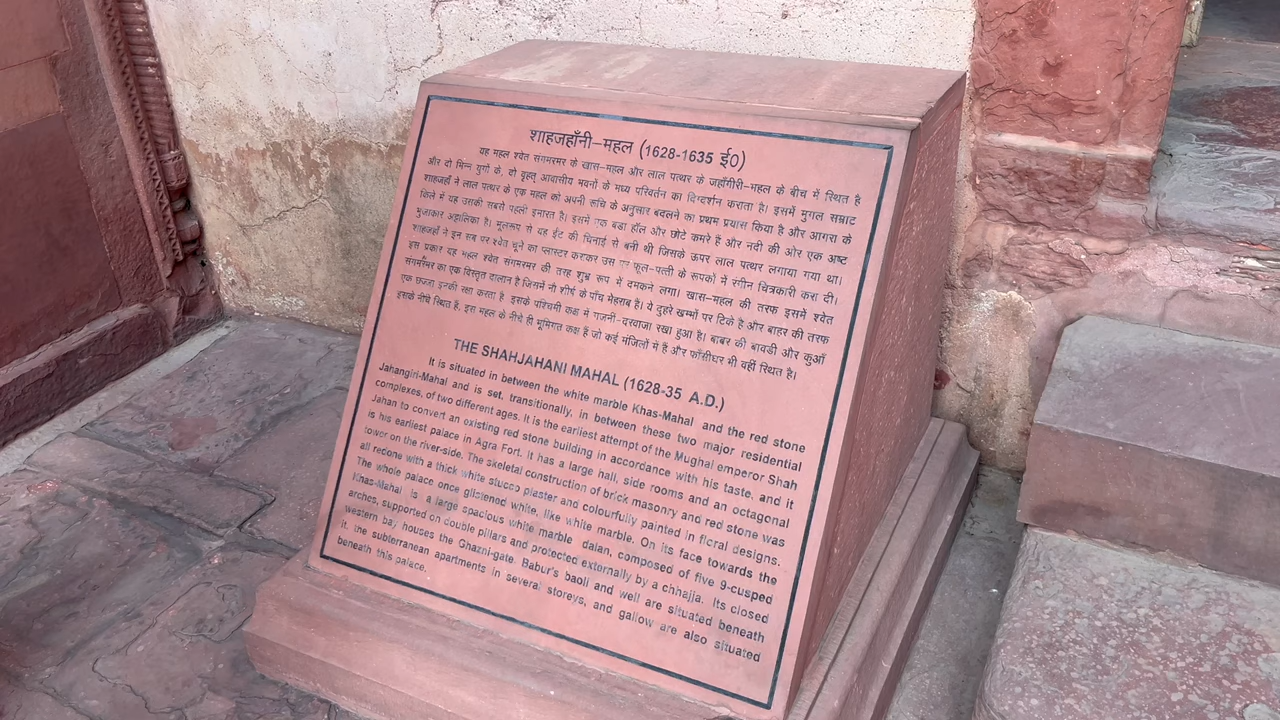 शाहजहाँनी–महल (1628-1635 ई0)
यह महल श्वेत संगमरमर के खास–महल और लाल पत्थर के जहाँगीरी–महल के बीच में स्थित है
और दो भिन्न युगों के, दो वृहत् आवासीय भवनों के मध्य परिवर्तन का दिग्दर्शन कराता है। इसमें मुगल सम्राट
शाहजहाँ ने लाल पत्थर के एक महल को अपनी रूचि के अनुसार बदलने का प्रथम प्रयास किया है और आगरा के
किले में यह उसकी सबसे पहली इमारत है। इसमें एक बडा हॉल और छोटे कमरे है और नदी की ओर एक अष्ट
भुजाकार अट्टालिका है। मूलरूप से यह ईट की चिनाई से बनी थी जिसके ऊपर लाल पत्थर लगाया गया था।
शाहजहाँ ने इन सब पर श्वेत चूने का प्लास्टर कराकर उस पर फूल–पत्ती के रूपकों में रंगीन चित्रकारी करा दी।
इस प्रकार यह महल श्वेत संगमरमर की तरह शुभ्र रूप में दमकने लगा। खास–महल की तरफ इसमें श्वेत
संगमरमर का एक विस्तृत दालान है जिसमें नौ शीर्ष के पाँच मेहराब है। ये दुहरे खम्भों पर टिके है और बाहर की तरफ
एक छज्जा इनकी रक्षा करता है इसके पश्चिमी कक्ष में गजनी–दरवाजा रखा हुआ है। बाबर की बावडी और कुआँ
इसके नीचे स्थित हैं, इस महल के नीचे ही भूमिगत कक्ष हैं जो कई मंजिलों में हैं और फाँसीघर भी वहीं स्थित है।
THE SHAHJAHANI MAHAL (1628-35 A.D.)
It is situated in between the white marble Khas-Mahal and the red stone
Jahangiri-Mahal and is set, transitionally, in between these two major residential
complexes, of two different ages. It is the earliest attempt of the Mughal emperor Shah
Jahan to convert an existing red stone building in accordance with his taste, and it
is his earliest palace in Agra Fort. It has a large hall, side rooms and an octagonal
tower on the river-side. The skeletal construction of brick masonry and red stone was
all redone with a thick white stucco plaster and colourfully painted in floral designs.
The whole palace once glistened white, like white marble. On its face towards the
Khas-Mahal is a large spacious white marble dalan, composed of five 9-cusped
arches, supported on double pillars and protected externally by a chhajja. Its closed
western bay houses the Ghazni-gate. Babur's baoli and well are situated beneath
it. the subterranean apartments in several, storeys, and gallow are also situated
beneath this palace.